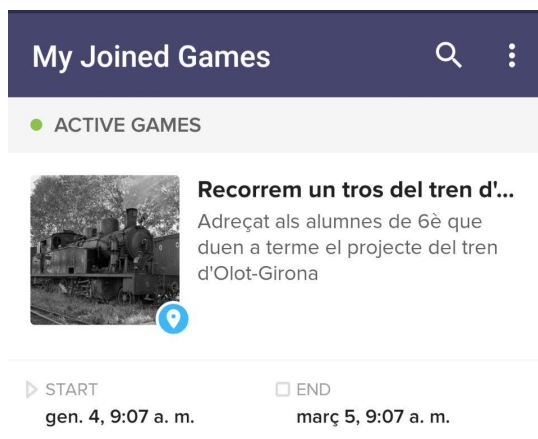 My Joined Games
ACTIVE GAMES
Recorrem un tros del tren d'...
Adreçat als alumnes de 6è que
duen a terme el projecte del tren
d'Olot-Girona
START
gen. 4, 9:07 a. m.
END
març 5, 9:07 a. m.